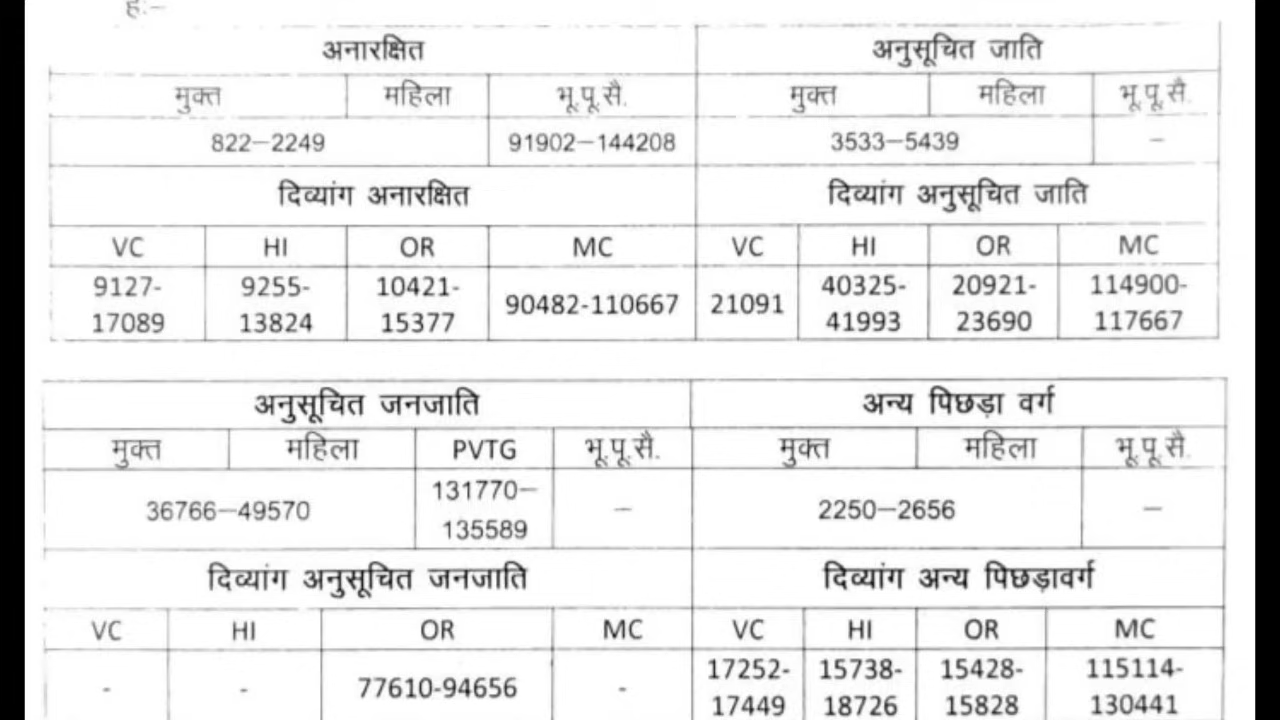 है:–
अनारक्षित अनुसूचित जाति
मुक्त महिला भू.पू.सै. मुक्त महिला भू.पू.सै.
822–2249 91902–144208 3533–5439 –
दिव्यांग अनारक्षित दिव्यांग अनुसूचित जाति
VC HI OR MC VC HI OR MC
9127- 9255- 10421- 90482-110667 21091 40325- 20921- 114900-
17089 13824 15377 41993 23690 117667
अनुसूचित जनजाति अन्य पिछड़ा वर्ग
मुक्त महिला PVTG भू.पू.सै. मुक्त महिला भू.पू.सै.
36766–49570 131770– – 2250–2656 –
135589
दिव्यांग अनुसूचित जनजाति दिव्यांग अन्य पिछड़ावर्ग
VC HI OR MC VC HI OR MC
- - 77610-94656 - 17252- 15738- 15428- 115114-
17449 18726 15828 130441